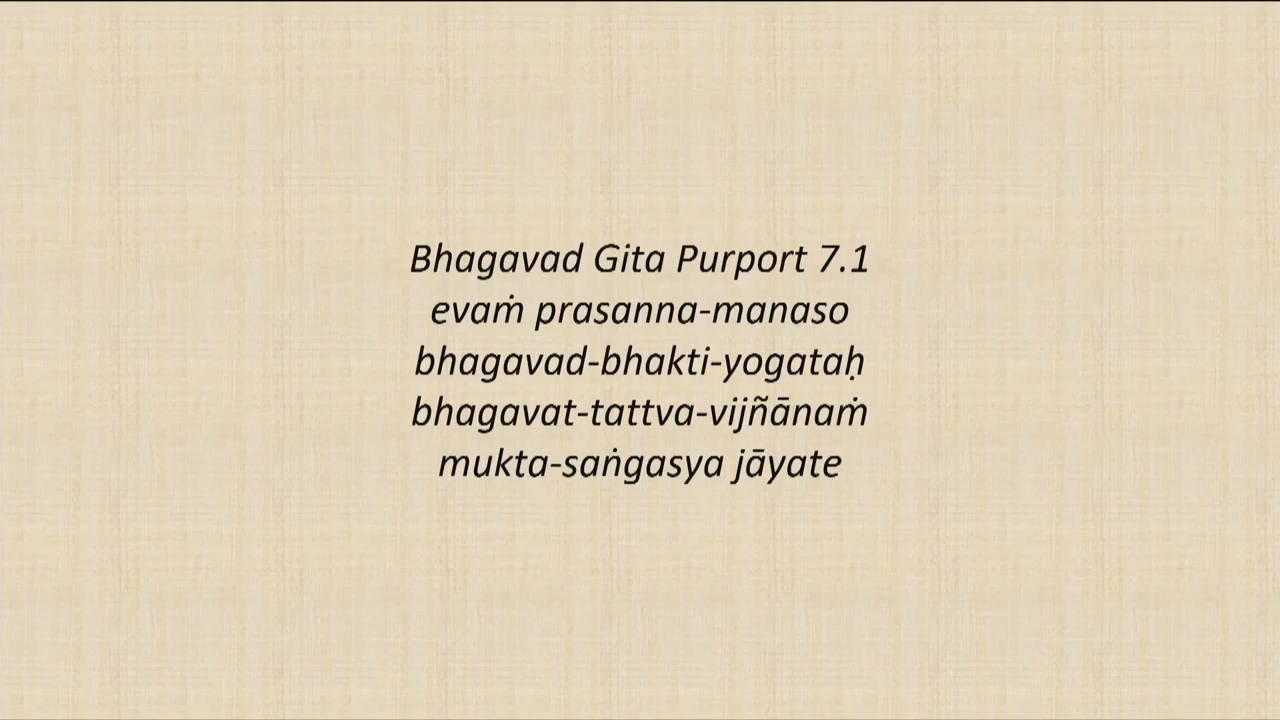 Bhagavad Gita Purport 7.1
evaṁ prasanna-manaso
bhagavad-bhakti-yogataḥ
bhagavat-tattva-vijñānaṁ
mukta-saṅgasya jāyate